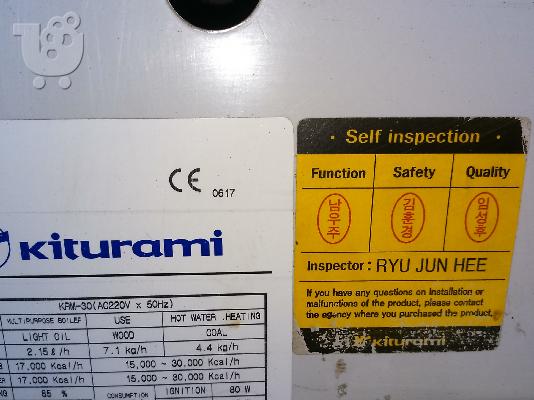 18
CE
0617
Kiturami
KRM-30(AC220V x 50Hz)
MULTIPURPOSE BOILER USE HOT WATER ,HEATING
LIGHT OIL WOOD COAL
2.15ℓ/h 7.1 kg/h 4.4 kg/h
17,000 Kcal/h 15,000 ~ 30,000 Kcal/h
17,000 Kcal/h 15,000 ~ 30,000 Kcal/h
85 % CONSUMPTION IGNITION 80 W
· Self inspection ·
Function Safety Quality
남우주 김훈경 임성후
Inspector : RYU JUN HEE
If you have any questions on Installation or
malfunctions of the product, please contact
the agency where you purchased the product.
Kiturami